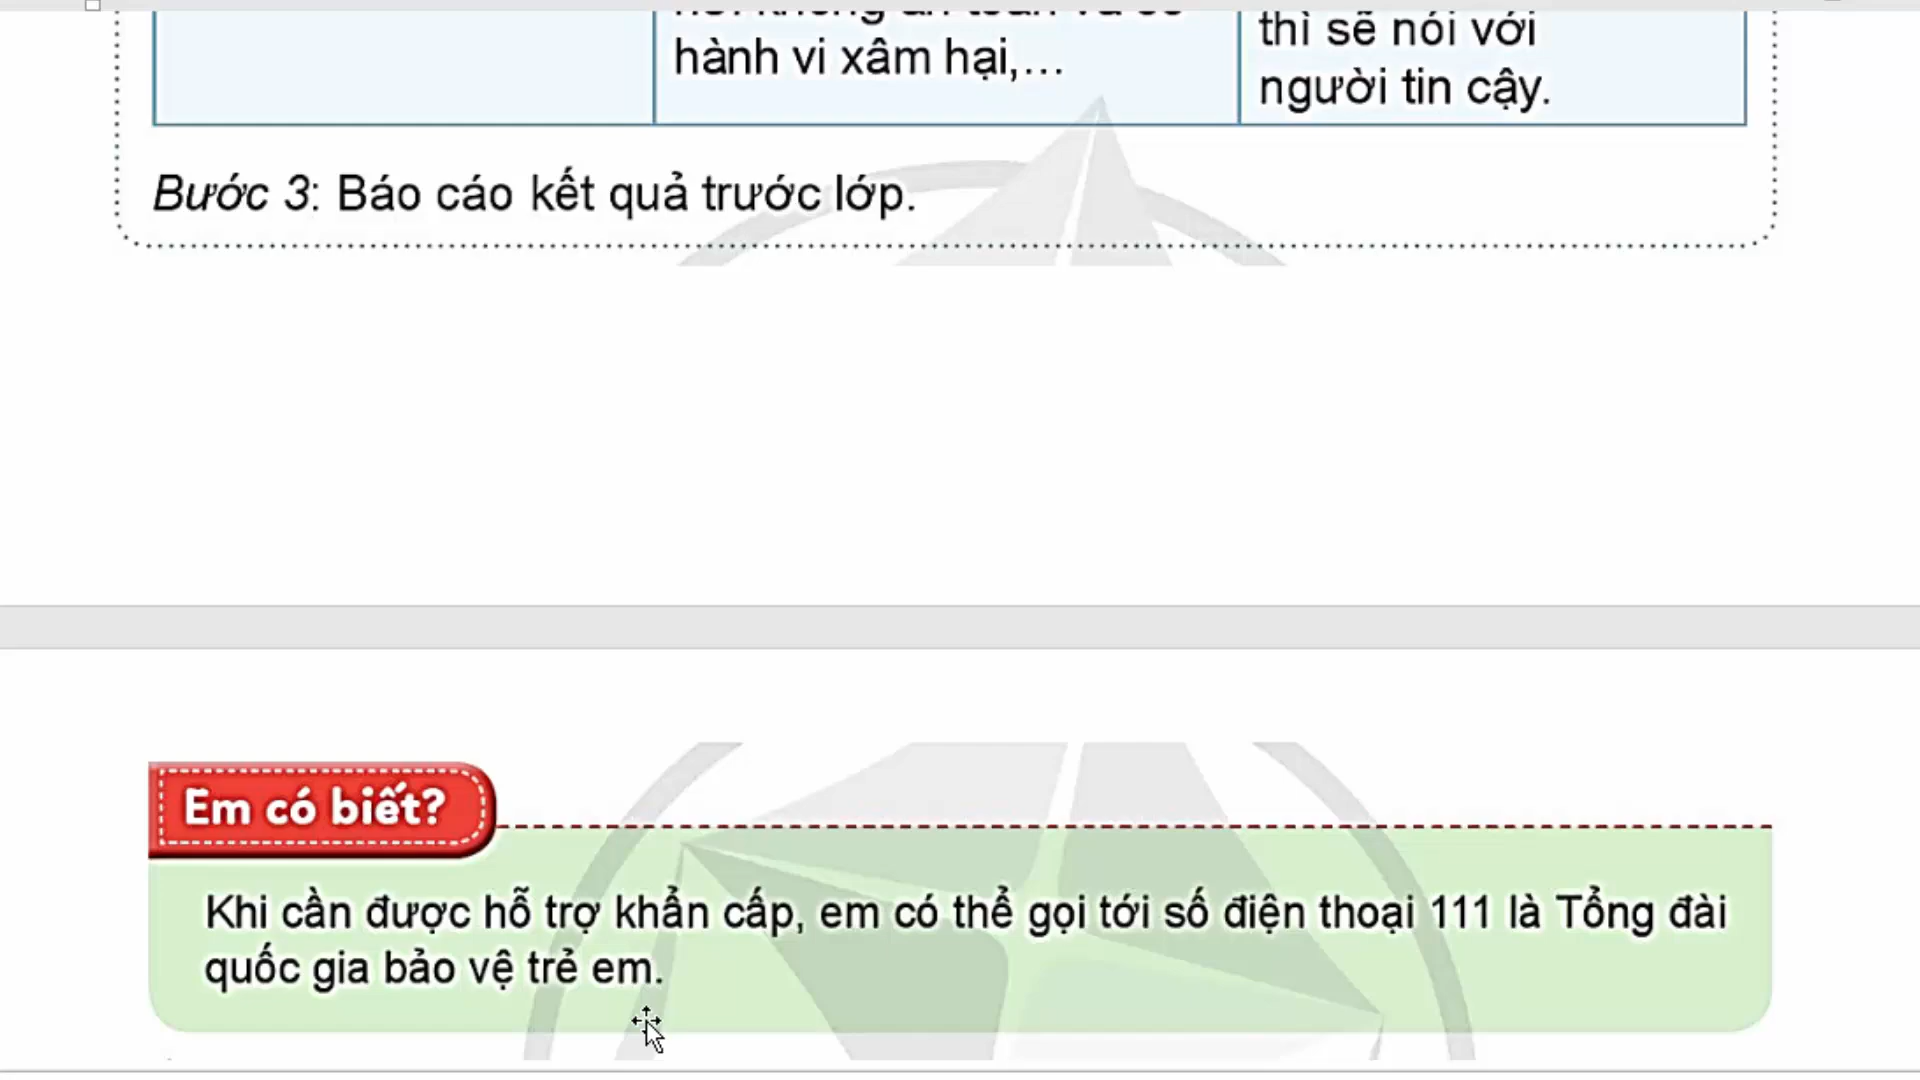 hành vi xâm hại,...
thì sẽ nói với
người tin cậy.
Bước 3: Báo cáo kết quả trước lớp.
Em có biết?
Khi cần được hỗ trợ khẩn cấp, em có thể gọi tới số điện thoại 111 là Tổng đài
quốc gia bảo vệ trẻ em.